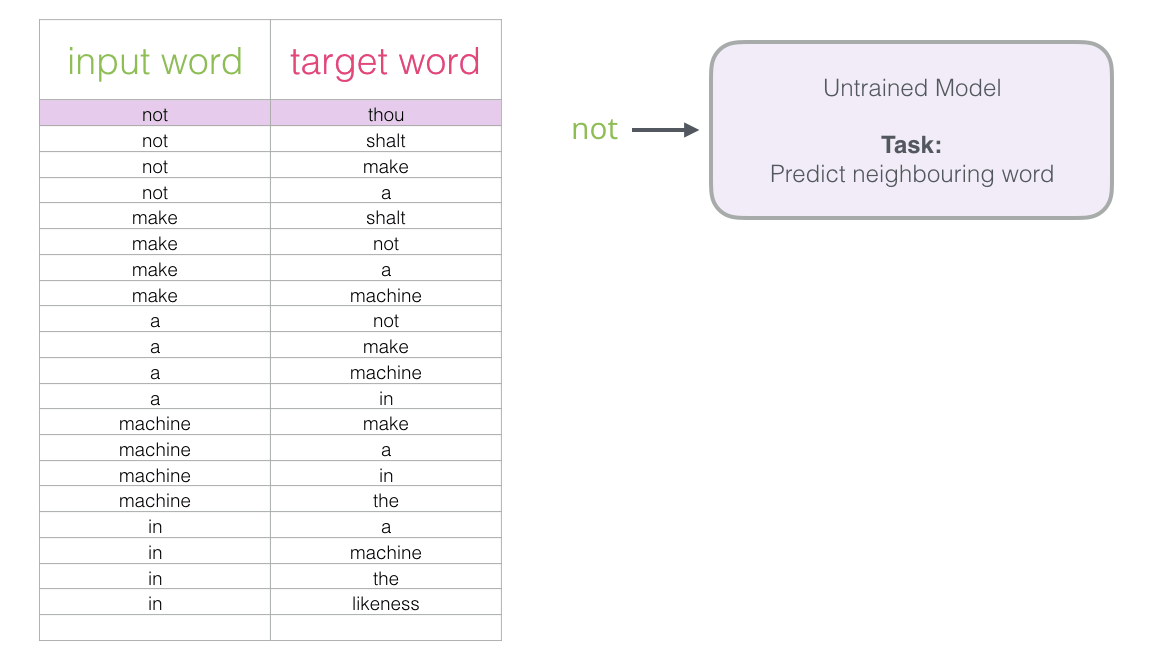 input word target word
not thou
not shalt
not make
not a
make shalt
make not
make a
make machine
a not
a make
a machine
a in
machine make
machine a
machine in
machine the
in a
in machine
in the
in likeness
not
Untrained Model
Task:
Predict neighbouring word